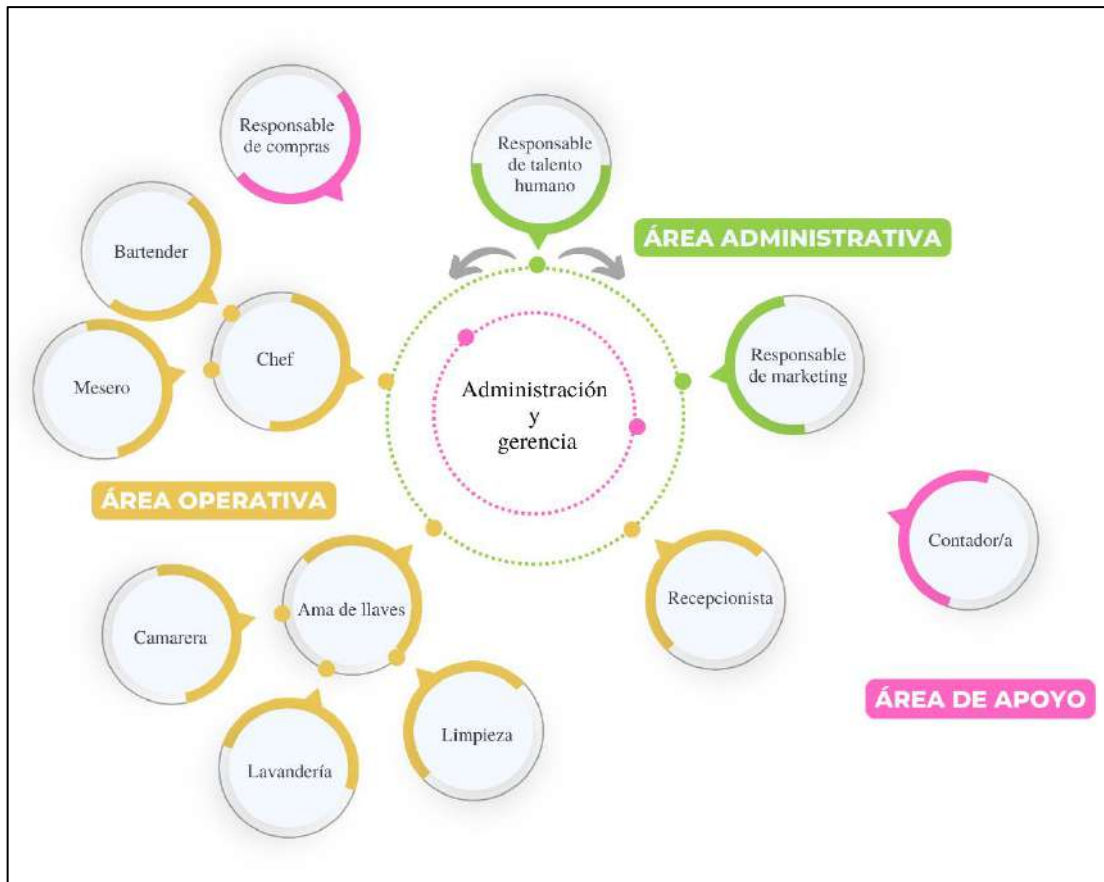 Responsable
de compras
Responsable
de talento
humano
ÁREA ADMINISTRATIVA
Bartender
Chef
Mesero
Administración
y
gerencia
Responsable
de marketing
ÁREA OPERATIVA
Contador/a
Ama de llaves
Recepcionista
Camarera
ÁREA DE APOYO
Limpieza
Lavandería